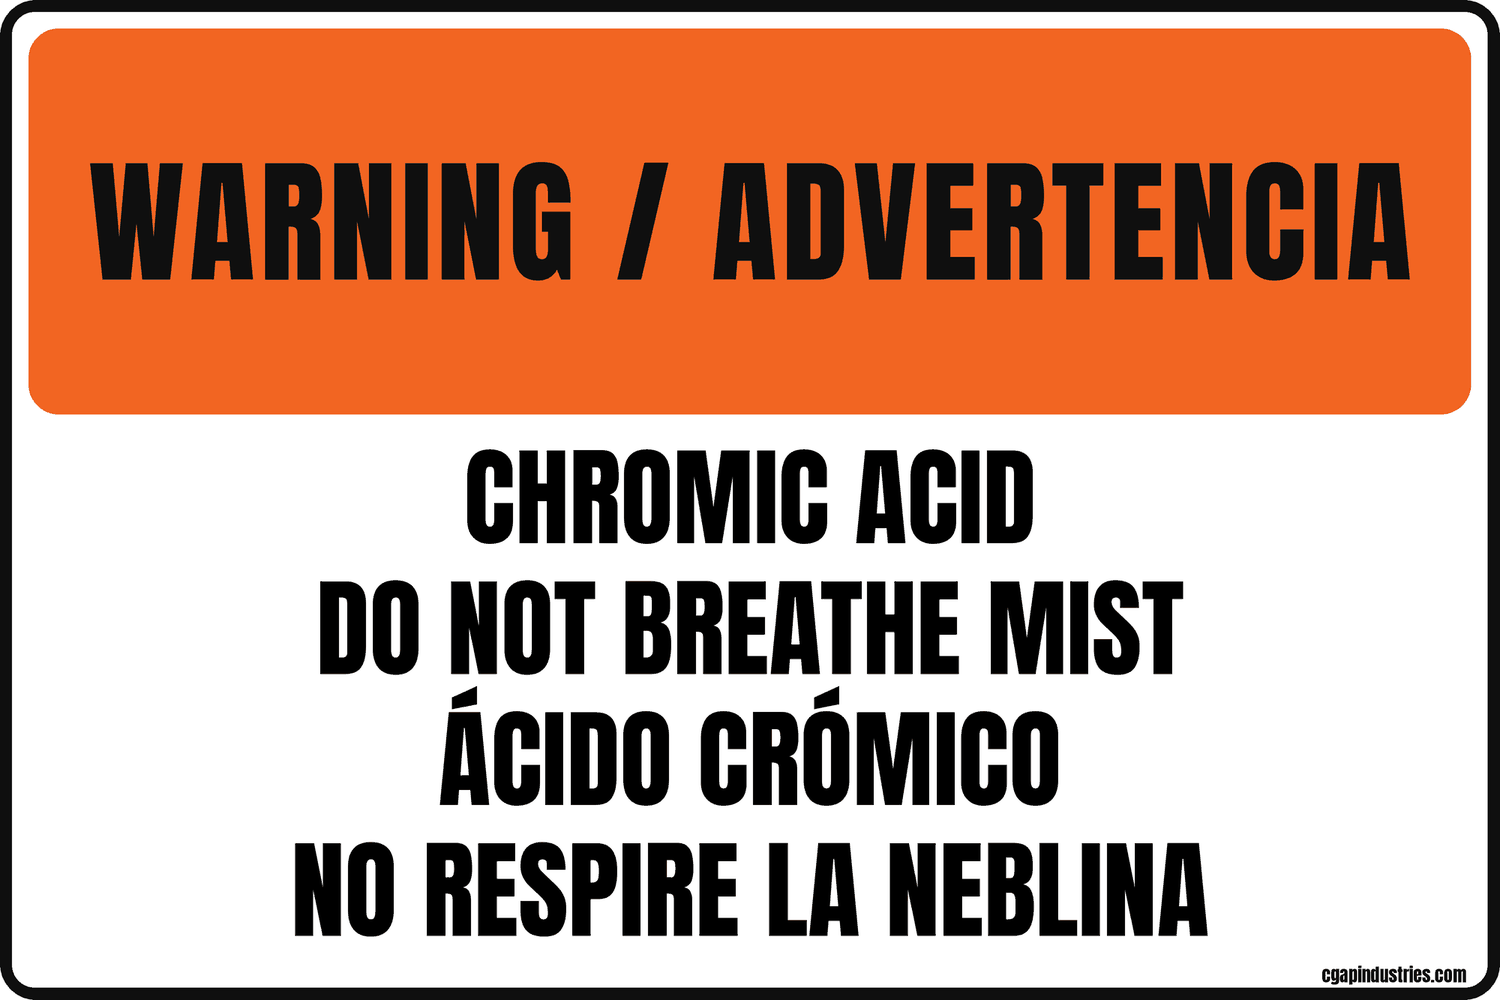 WARNING / ADVERTENCIA
CHROMIC ACID
DO NOT BREATHE MIST
ÁCIDO CRÓMICO
NO RESPIRE LA NEBLINA
cgapindustries.com